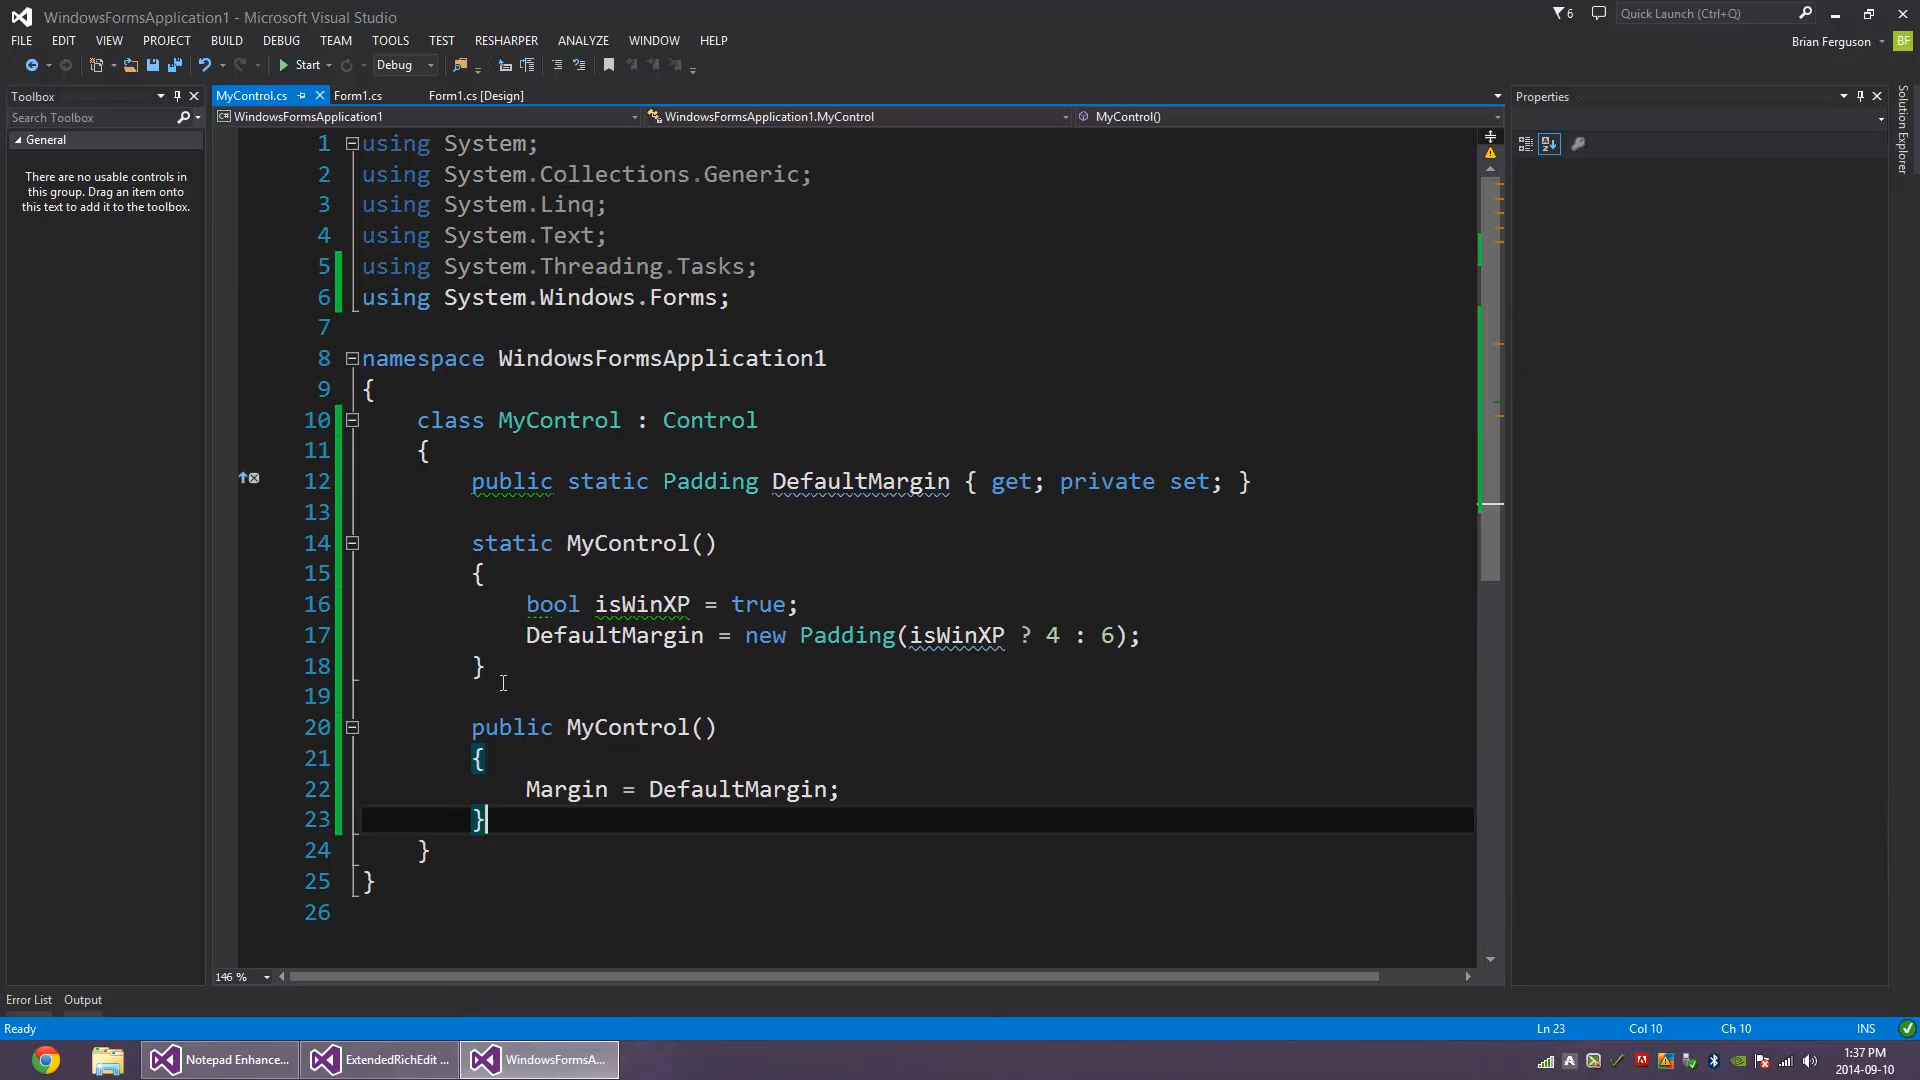 WindowsFormsApplication1 - Microsoft Visual Studio
6
Quick Launch (Ctrl+Q)
FILE EDIT VIEW PROJECT BUILD DEBUG TEAM TOOLS TEST RESHARPER ANALYZE WINDOW HELP
Brian Ferguson BF
Start Debug
Toolbox
MyControl.cs Form1.cs Form1.cs [Design]
Properties
Solution Explorer
Search Toolbox
WindowsFormsApplication1 WindowsFormsApplication1.MyControl MyControl()
General
There are no usable controls in
this group. Drag an item onto
this text to add it to the toolbox.
1 using System;
2 using System.Collections.Generic;
3 using System.Linq;
4 using System.Text;
5 using System.Threading.Tasks;
6 using System.Windows.Forms;
7
8 namespace WindowsFormsApplication1
9 {
10 class MyControl : Control
11 {
12 public static Padding DefaultMargin { get; private set; }
13
14 static MyControl()
15 {
16 bool isWinXP = true;
17 DefaultMargin = new Padding(isWinXP ? 4 : 6);
18 }
19
20 public MyControl()
21 {
22 Margin = DefaultMargin;
23 }
24 }
25 }
26
146 %
Error List Output
Ready Ln 23 Col 10 Ch 10 INS
Notepad Enhance... ExtendedRichEdit ... WindowsFormsA...
1:37 PM
2014-09-10